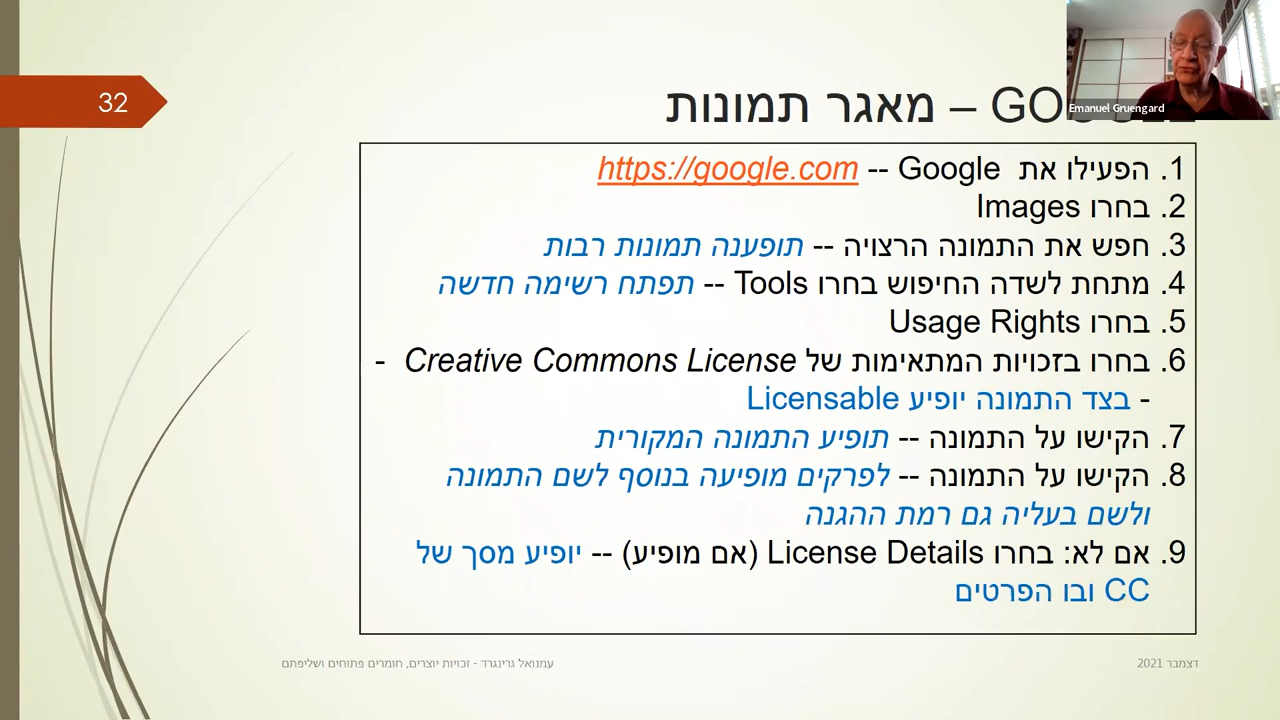 32
Emanuel Gruengard
GOOGLE – מאגר תמונות
1. הפעילו את Google -- https://google.com
2. בחרו Images
3. חפש את התמונה הרצויה -- תופענה תמונות רבות
4. מתחת לשדה החיפוש בחרו Tools -- תפתח רשימה חדשה
5. בחרו Usage Rights
6. בחרו בזכויות המתאימות של Creative Commons License -
- בצד התמונה יופיע Licensable
7. הקישו על התמונה -- תופיע התמונה המקורית
8. הקישו על התמונה -- לפרקים מופיעה בנוסף לשם התמונה
ולשם בעליה גם רמת ההגנה
9. אם לא: בחרו License Details (אם מופיע) -- יופיע מסך של
CC ובו הפרטים
דצמבר 2021
עמנואל גרינגרד - זכויות יוצרים, חומרים פתוחים ושליפתם